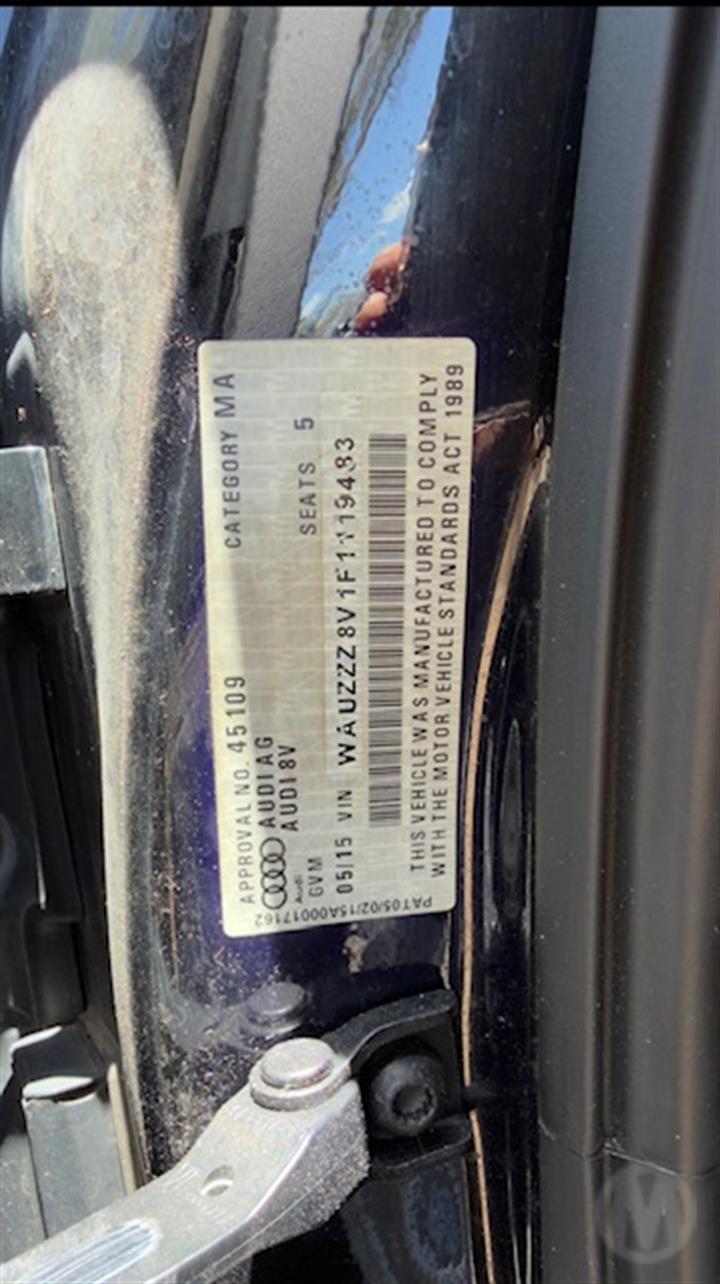 APPROVAL NO. 45109 CATEGORY MA
AUDI AG
AUDI 8V
Audi
GVM SEATS 5
05/15 VIN WAUZZZ8V1F1119483
THIS VEHICLE WAS MANUFACTURED TO COMPLY
WITH THE MOTOR VEHICLE STANDARDS ACT 1989
PAT05/02/15A00017162
M